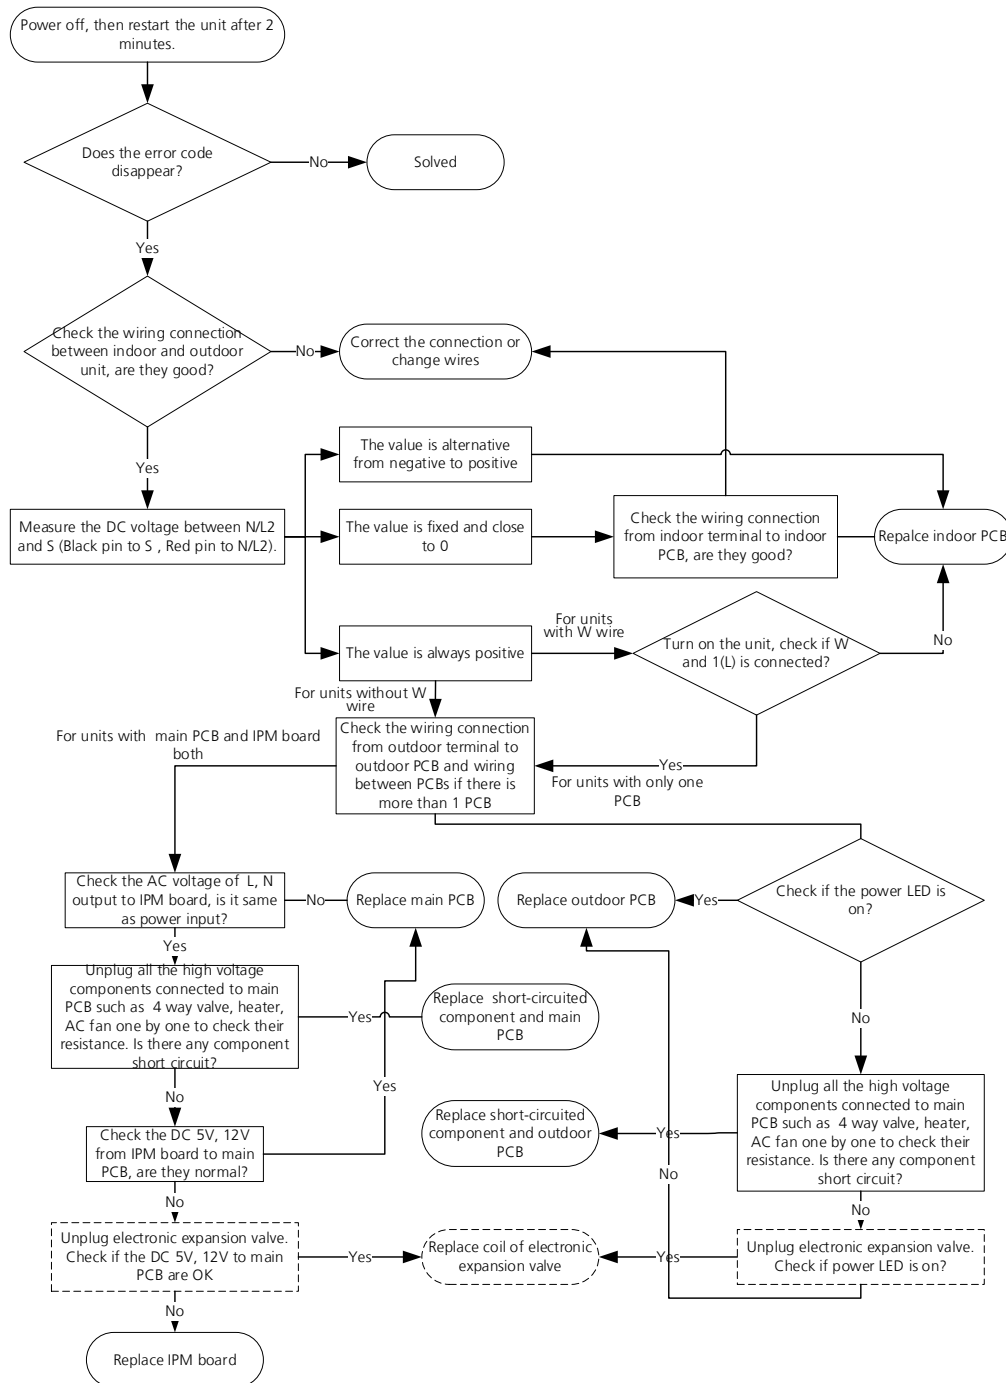 Power off, then restart the unit after 2
minutes.
Does the error code
disappear?
No
Solved
Yes
Check the wiring connection
between indoor and outdoor
unit, are they good?
No
Correct the connection or
change wires
Yes
The value is alternative
from negative to positive
Measure the DC voltage between N/L2
and S (Black pin to S , Red pin to N/L2).
The value is fixed and close
to 0
Check the wiring connection
from indoor terminal to indoor
PCB, are they good?
Repalce indoor PCB
For units
with W wire
The value is always positive
Turn on the unit, check if W
and 1(L) is connected?
No
For units without W
wire
For units with  main PCB and IPM board
both
Check the wiring connection
from outdoor terminal to
outdoor PCB and wiring
between PCBs if there is
more than 1 PCB
Yes
For units with only one
PCB
Check the AC voltage of  L, N
output to IPM board, is it same
as power input?
No
Replace main PCB
Replace outdoor PCB
Yes
Check if the power LED is
on?
Yes
Unplug all the high voltage
components connected to main
PCB such as  4 way valve, heater,
AC fan one by one to check their
resistance. Is there any component
short circuit?
Yes
Replace  short-circuited
component and main
PCB
No
Yes
No
Check the DC 5V, 12V
from IPM board to main
PCB, are they normal?
Replace short-circuited
component and outdoor
PCB
Yes
Unplug all the high voltage
components connected to main
PCB such as  4 way valve, heater,
AC fan one by one to check their
resistance. Is there any component
short circuit?
No
No
No
Unplug electronic expansion valve.
Check if the DC 5V, 12V to main
PCB are OK
Yes
Replace coil of electronic
expansion valve
Yes
Unplug electronic expansion valve.
Check if power LED is on?
No
Replace IPM board